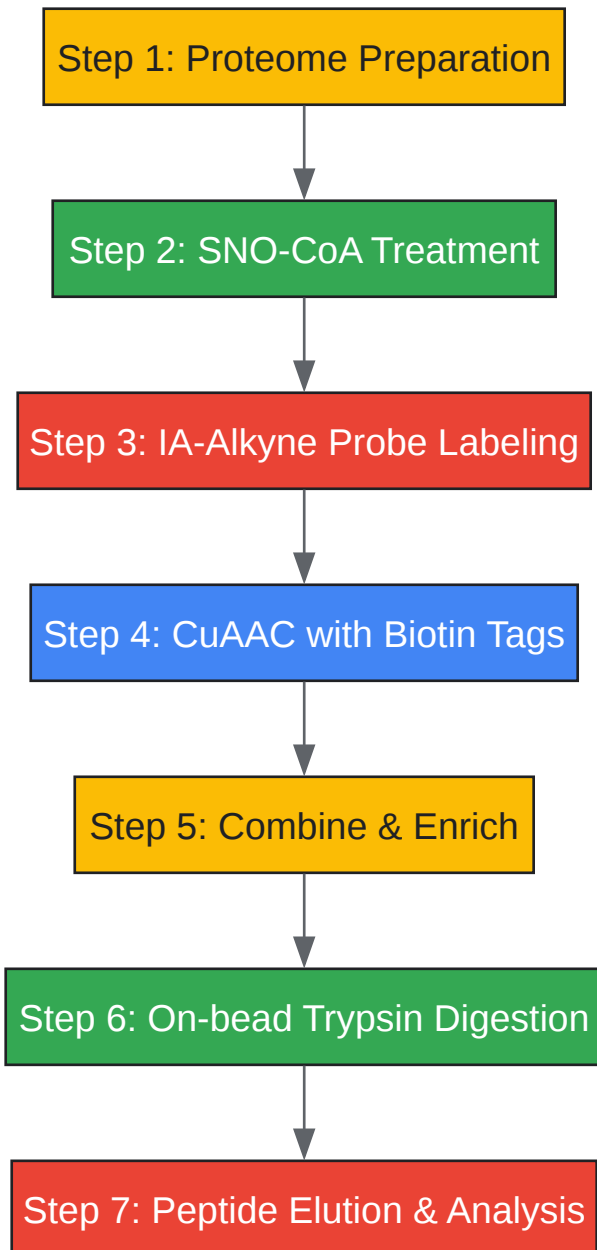 Step 1: Proteome Preparation
Step 2: SNO-CoA Treatment
Step 3: IA-Alkyne Probe Labeling
Step 4: CuAAC with Biotin Tags
Step 5: Combine & Enrich
Step 6: On-bead Trypsin Digestion
Step 7: Peptide Elution & Analysis